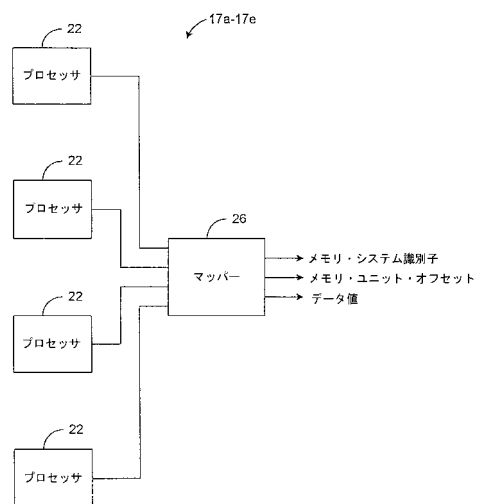 17a-17e
22
プロセッサ
22
プロセッサ
26
マッパー
メモリ・システム識別子
メモリ・ユニット・オフセット
データ値
22
プロセッサ
22
プロセッサ